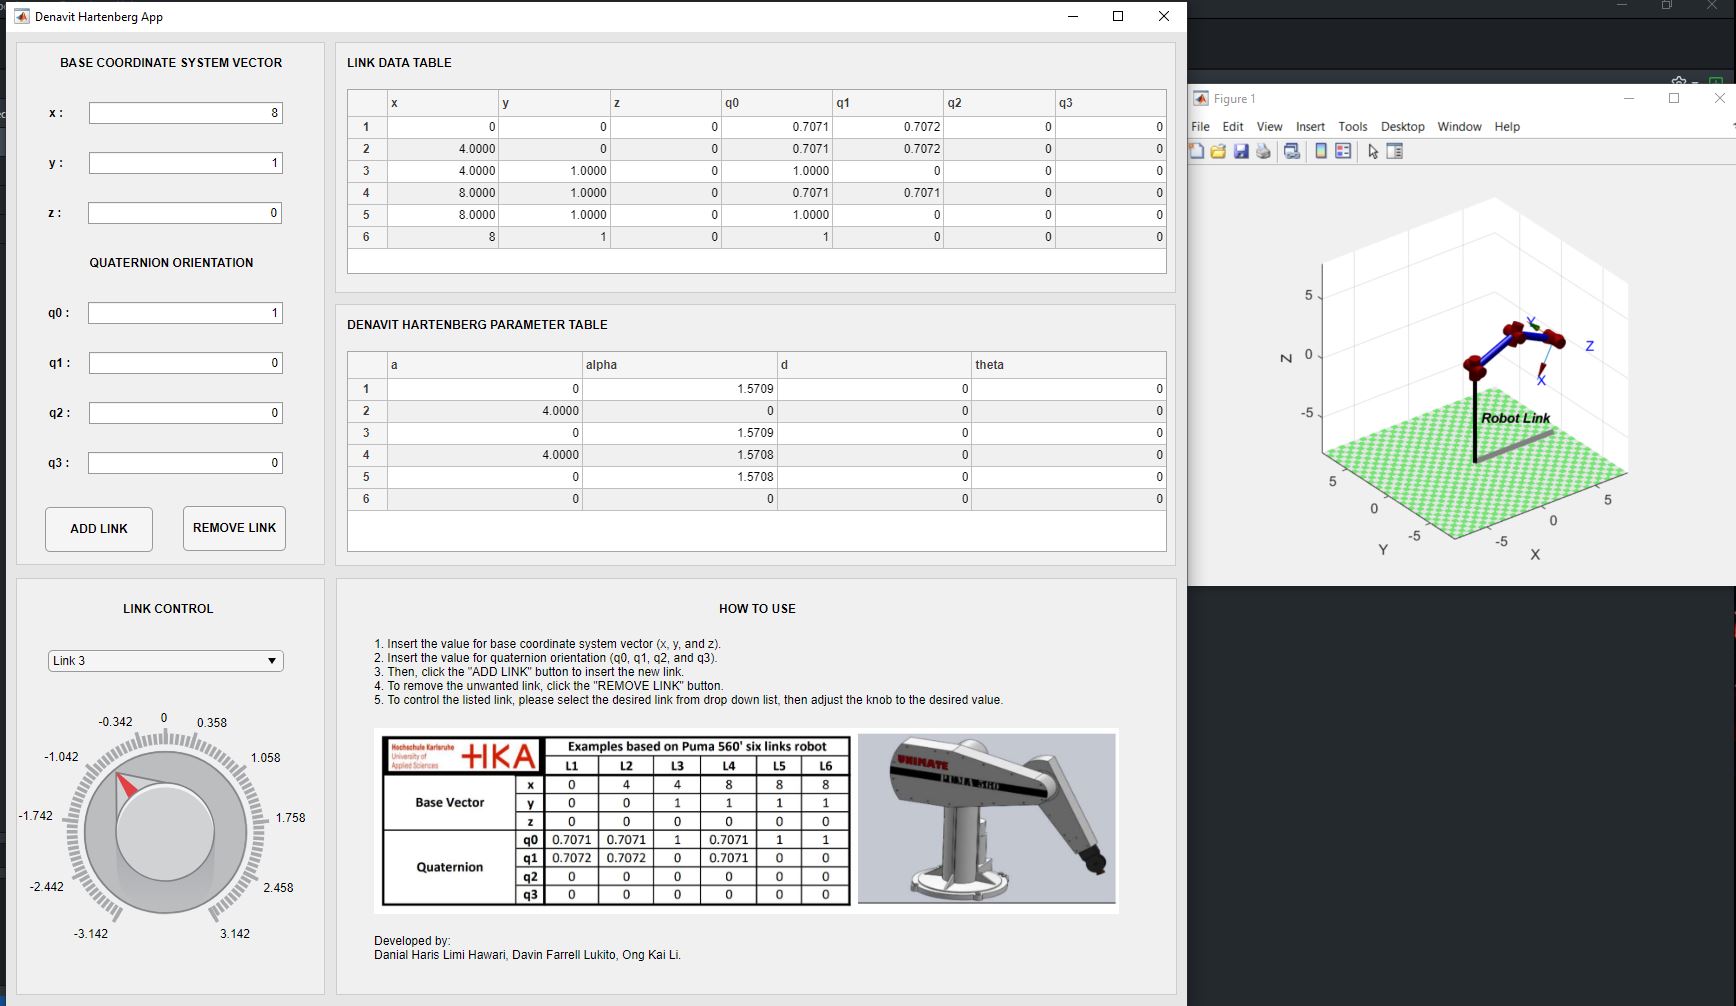 Denavit Hartenberg App
BASE COORDINATE SYSTEM VECTOR
x : 8
y : 1
z : 0
QUATERNION ORIENTATION
q0 : 1
q1 : 0
q2 : 0
q3 : 0
ADD LINK REMOVE LINK
LINK DATA TABLE
x y z q0 q1 q2 q3
1 0 0 0 0.7071 0.7072 0 0
2 4.0000 0 0 0.7071 0.7072 0 0
3 4.0000 1.0000 0 1.0000 0 0 0
4 8.0000 1.0000 0 0.7071 0.7071 0 0
5 8.0000 1.0000 0 1.0000 0 0 0
6 8 1 0 1 0 0 0
DENAVIT HARTENBERG PARAMETER TABLE
a alpha d theta
1 0 1.5709 0 0
2 4.0000 0 0 0
3 0 1.5709 0 0
4 4.0000 1.5708 0 0
5 0 1.5708 0 0
6 0 0 0 0
LINK CONTROL
Link 3
-0.342 0 0.358
-1.042 1.058
-1.742 1.758
-2.442 2.458
-3.142 3.142
HOW TO USE
1. Insert the value for base coordinate system vector (x, y, and z).
2. Insert the value for quaternion orientation (q0, q1, q2, and q3).
3. Then, click the "ADD LINK" button to insert the new link.
4. To remove the unwanted link, click the "REMOVE LINK" button.
5. To control the listed link, please select the desired link from drop down list, then adjust the knob to the desired value.
Hochschule Karlsruhe
University of
Applied Sciences
HKA
Examples based on Puma 560' six links robot
L1 L2 L3 L4 L5 L6
Base Vector
x 0 4 4 8 8 8
y 0 0 1 1 1 1
z 0 0 0 0 0 0
Quaternion
q0 0.7071 0.7071 1 0.7071 1 1
q1 0.7072 0.7072 0 0.7071 0 0
q2 0 0 0 0 0 0
q3 0 0 0 0 0 0
UNIMATE
PUMA 560
Developed by:
Danial Haris Limi Hawari, Davin Farrell Lukito, Ong Kai Li.
Figure 1
File Edit View Insert Tools Desktop Window Help
5
0
-5
Z
Y
Z
X
Robot Link
5
0
-5
Y
5
0
-5
X